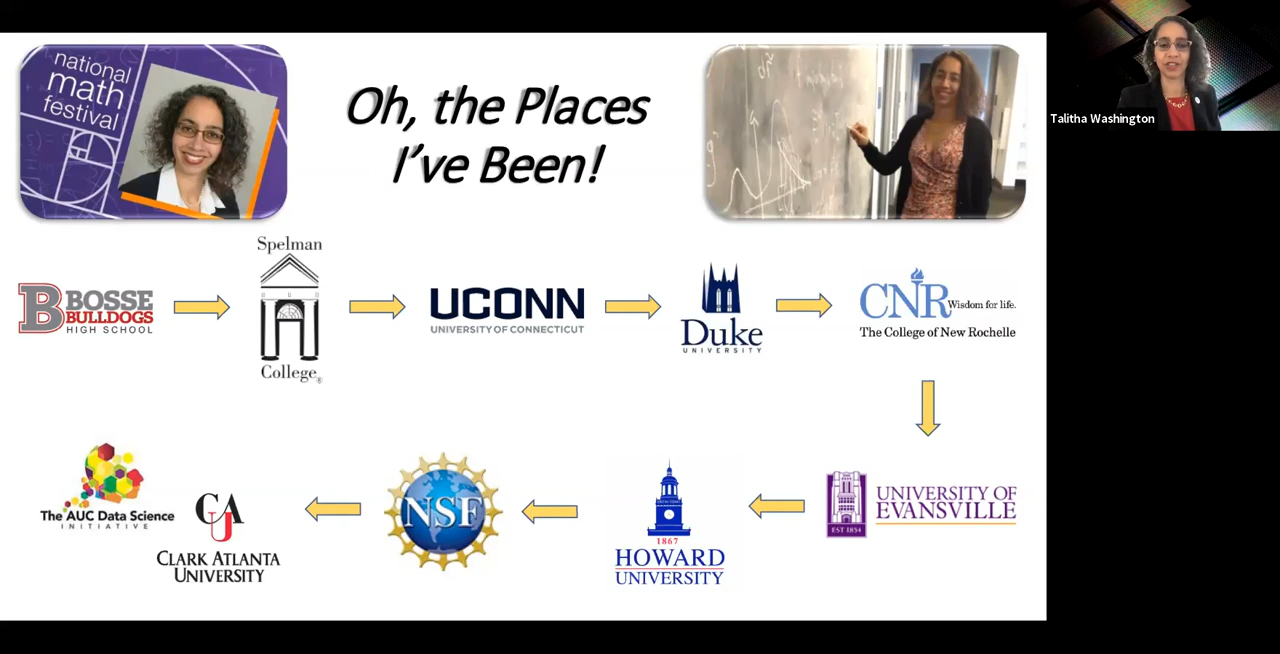 national
math
festival
Oh, the Places
I've Been!
Talitha Washington
BOSSE
BULLDOGS
HIGH SCHOOL
Spelman
College®
UCONN
UNIVERSITY OF CONNECTICUT
Duke
UNIVERSITY
CNR Wisdom for life.
The College of New Rochelle
The AUC Data Science
INITIATIVE
CAU
CLARK ATLANTA
UNIVERSITY
NSF
1867
HOWARD
UNIVERSITY
EST 1854
UNIVERSITY OF
EVANSVILLE